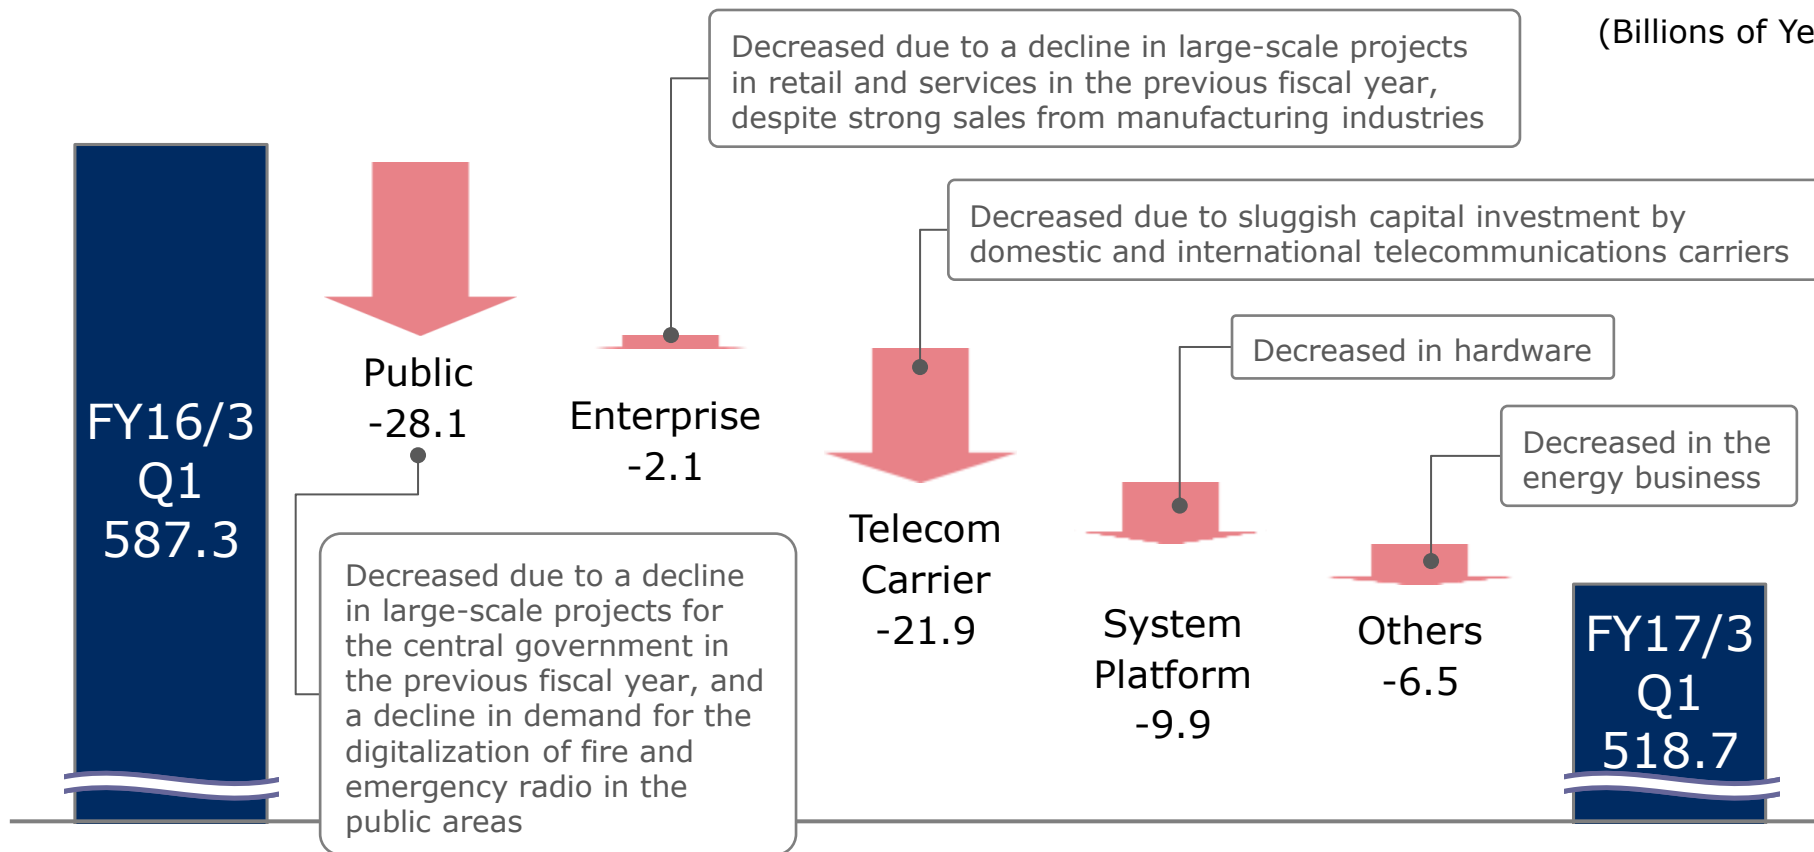 (Billions of Ye
Decreased due to a decline in large-scale projects
in retail and services in the previous fiscal year,
despite strong sales from manufacturing industries
Decreased due to sluggish capital investment by
domestic and international telecommunications carriers
Decreased in hardware
Decreased in the
energy business
FY16/3
Q1
587.3
Public
-28.1
Decreased due to a decline
in large-scale projects for
the central government in
the previous fiscal year, and
a decline in demand for the
digitalization of fire and
emergency radio in the
public areas
Enterprise
-2.1
Telecom
Carrier
-21.9
System
Platform
-9.9
Others
-6.5
FY17/3
Q1
518.7